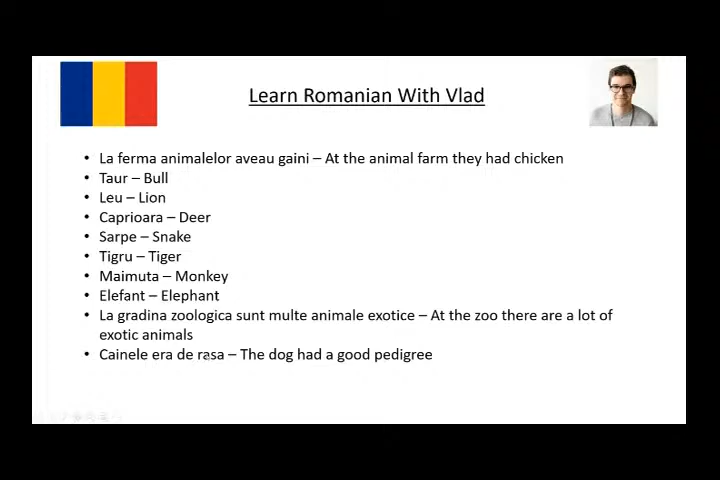 Learn Romanian With Vlad
• La ferma animalelor aveau gaini – At the animal farm they had chicken
• Taur – Bull
• Leu – Lion
• Caprioara – Deer
• Sarpe – Snake
• Tigru – Tiger
• Maimuta – Monkey
• Elefant – Elephant
• La gradina zoologica sunt multe animale exotice – At the zoo there are a lot of
exotic animals
• Cainele era de rasa – The dog had a good pedigree